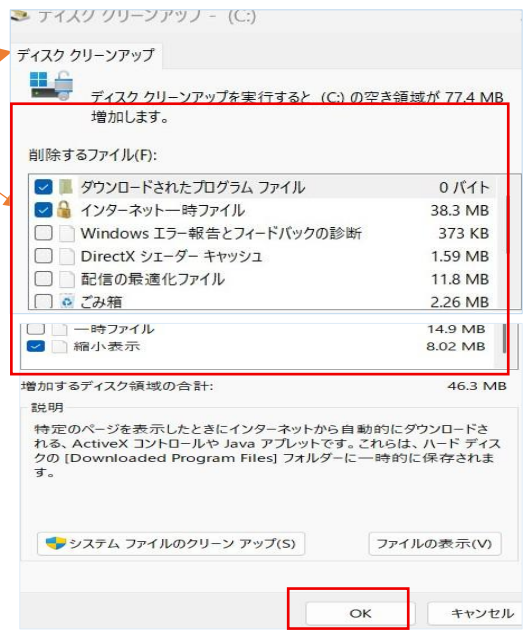 ディスク クリーンアップ - (C:)
ディスク クリーンアップ
ディスク クリーンアップを実行すると、(C:) の空き領域が 77.4 MB
増加します。
削除するファイル(F):
ダウンロードされたプログラム ファイル 0 バイト
インターネット一時ファイル 38.3 MB
Windows エラー報告とフィードバックの診断 373 KB
DirectX シェーダー キャッシュ 1.59 MB
配信の最適化ファイル 11.8 MB
ごみ箱 2.26 MB
一時ファイル 14.9 MB
縮小表示 8.02 MB
増加するディスク領域の合計: 46.3 MB
説明
特定のページを表示したときにインターネットから自動的にダウンロードさ
れる、ActiveX コントロールや Java アプレットです。これらは、ハード ディス
クの [Downloaded Program Files] フォルダーに一時的に保存されま
す。
システム ファイルのクリーン アップ(S) ファイルの表示(V)
OK キャンセル